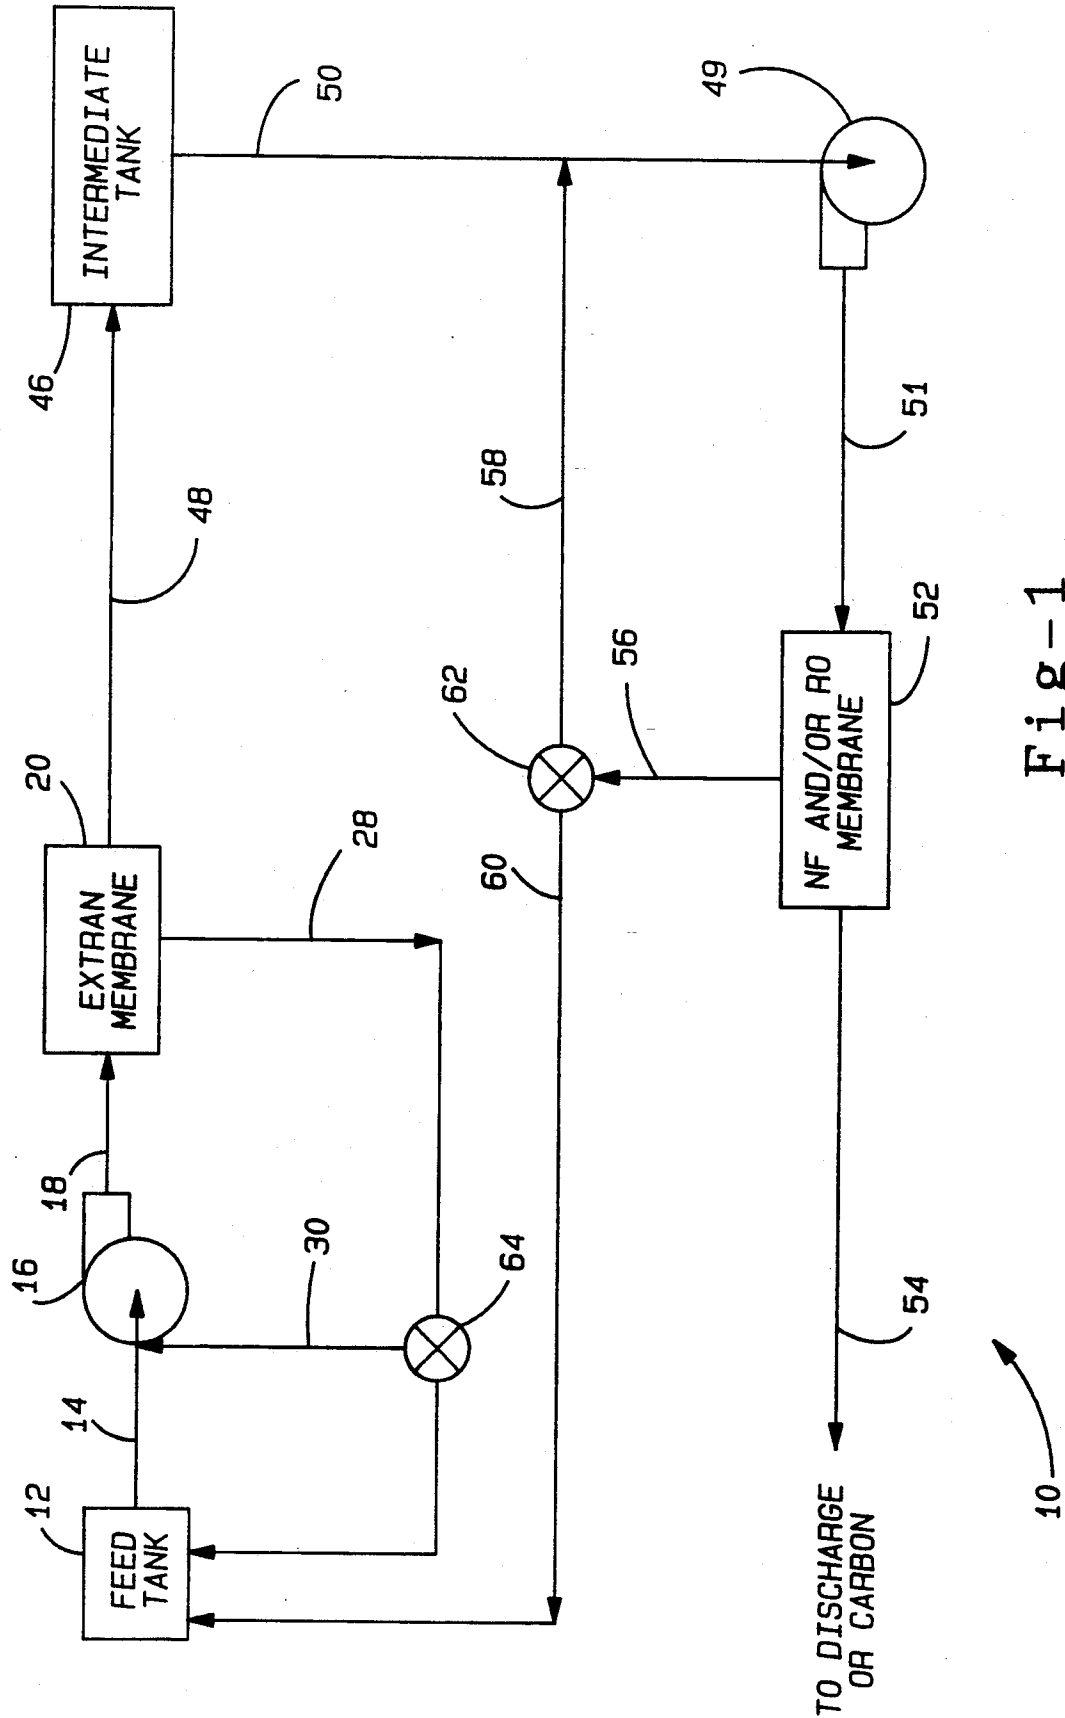 20
46
EXTRAN
MEMBRANE
INTERMEDIATE
TANK
16
18
48
50
12
14
FEED
TANK
28
30
64
62
60
58
56
49
51
NF AND/OR RO
MEMBRANE
52
54
TO DISCHARGE
OR CARBON
10
Fig-1